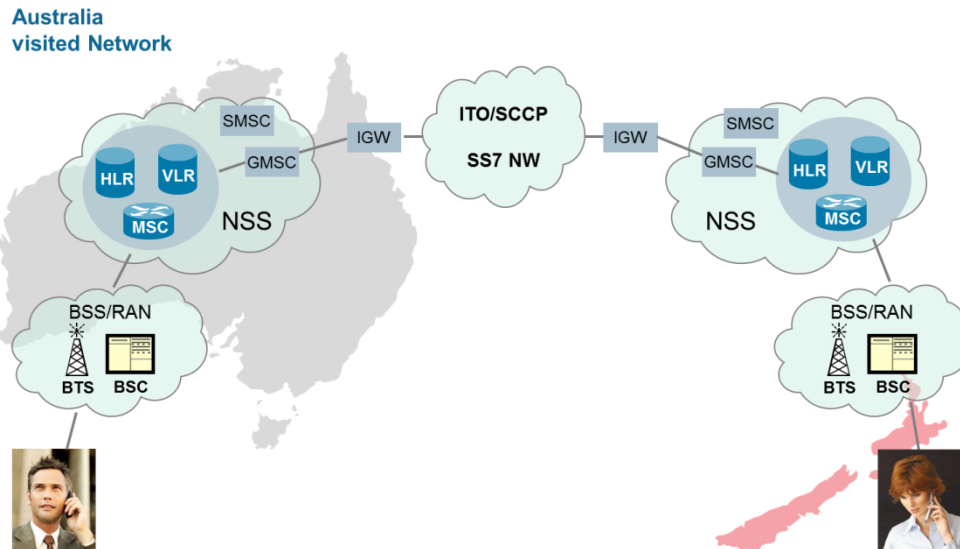 Australia
visited Network
SMSC
GMSC
HLR
VLR
MSC
NSS
IGW
ITO/SCCP
SS7 NW
IGW
SMSC
GMSC
HLR
VLR
MSC
NSS
BSS/RAN
BTS
BSC
BSS/RAN
BTS
BSC